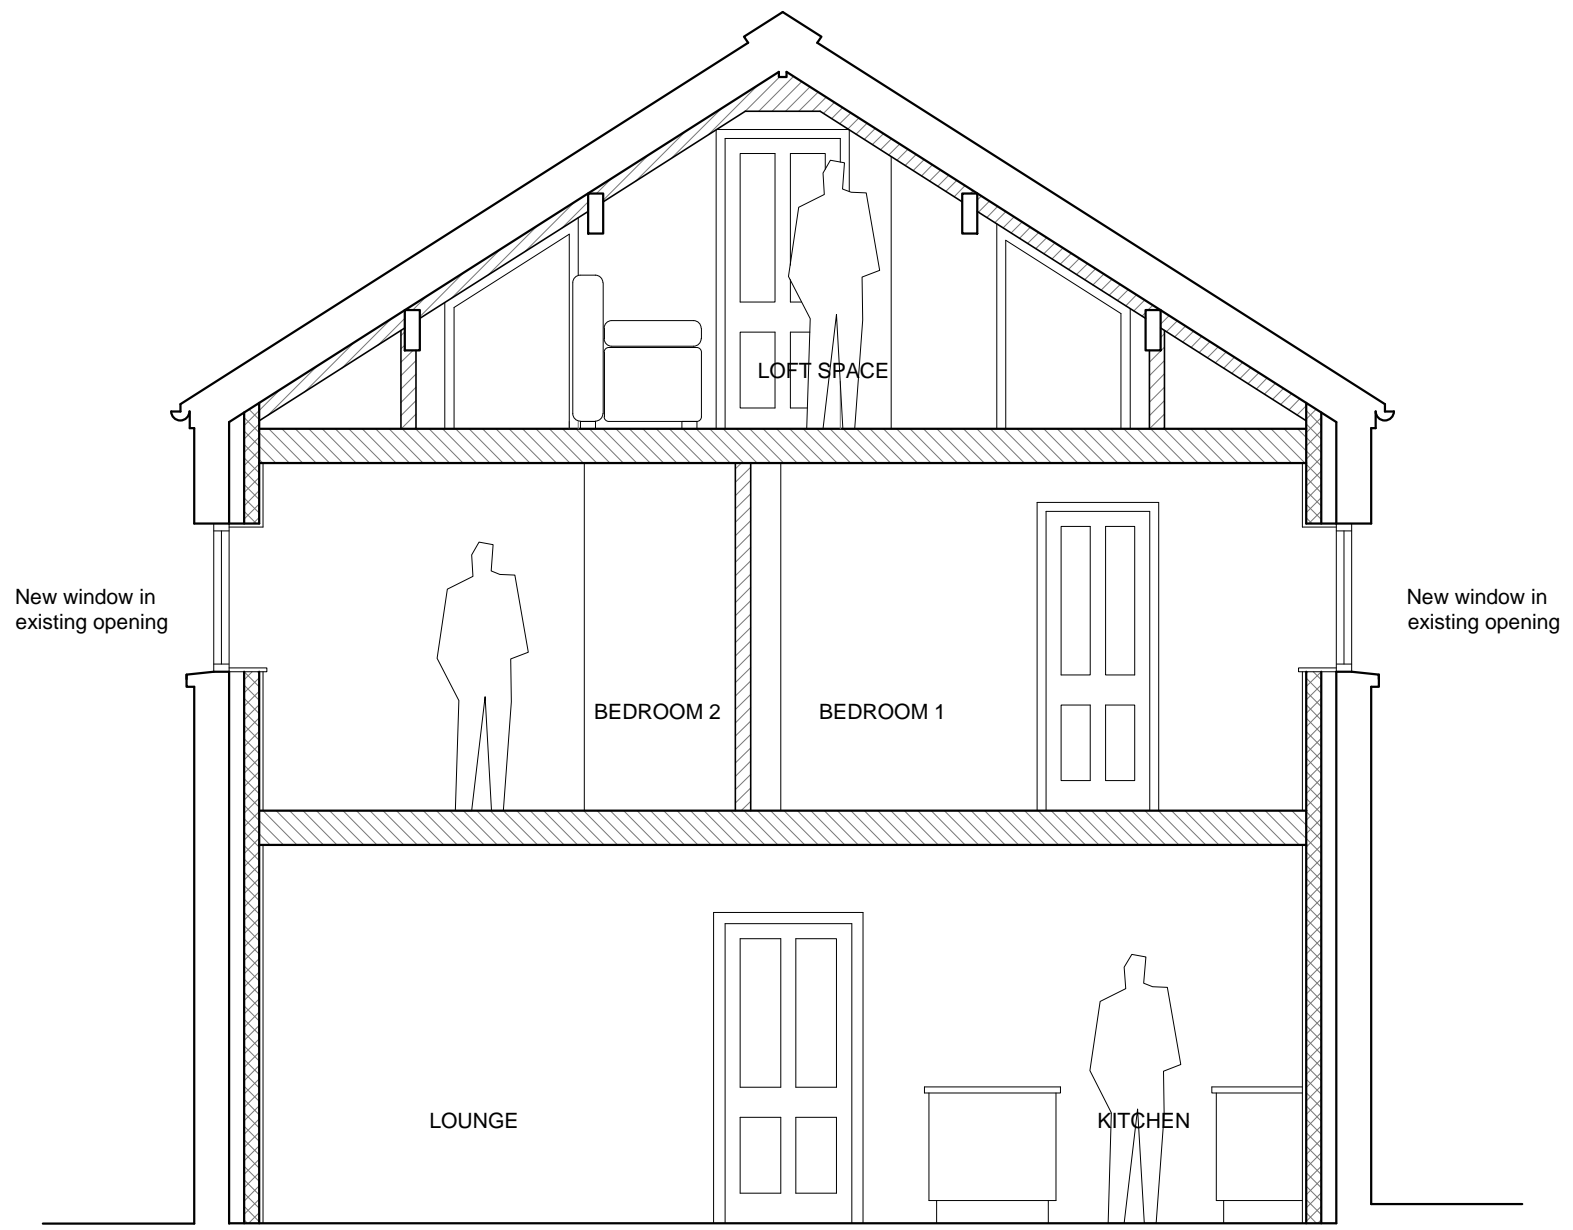 LOFT SPACE
New window in
existing opening
New window in
existing opening
BEDROOM 2
BEDROOM 1
LOUNGE
KITCHEN